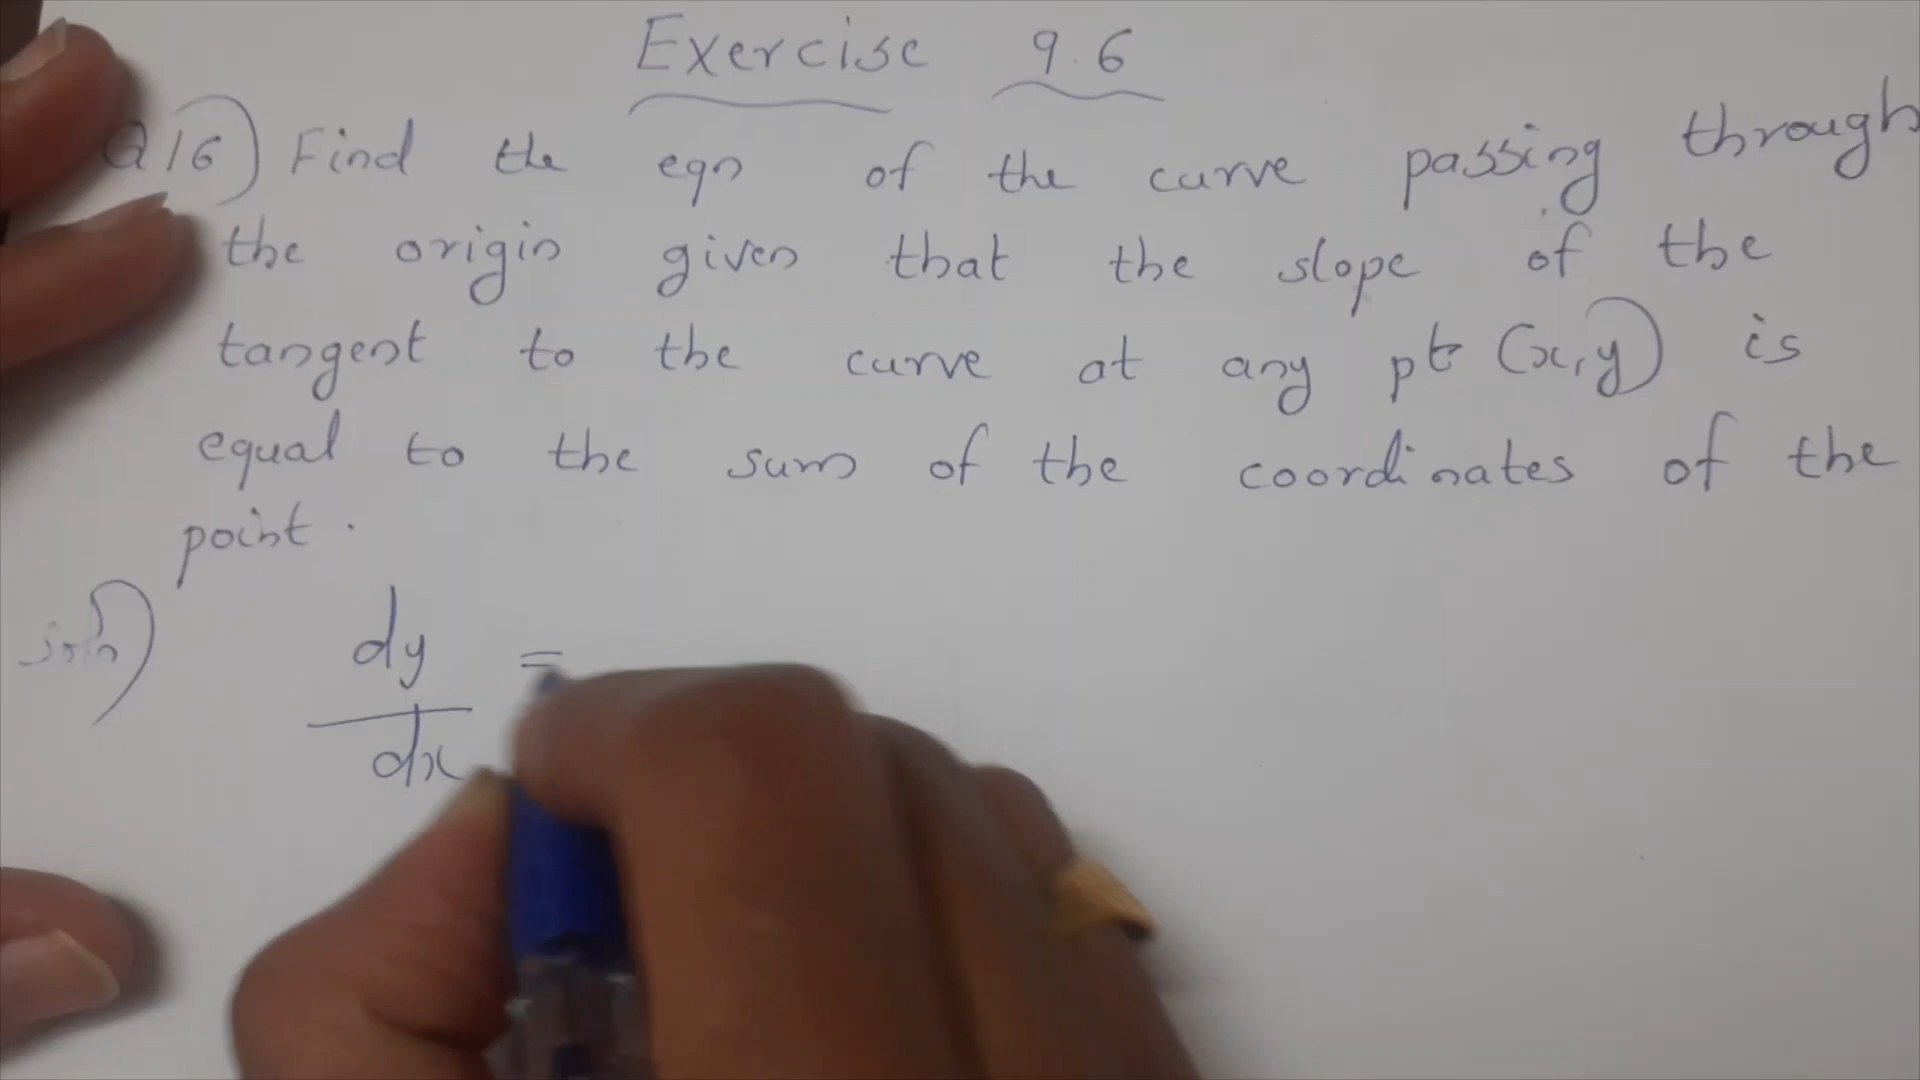 Exercise 9.6
Q16) Find the eqn of the curve passing through
the origin given that the slope of the
tangent to the curve at any pt (x,y) is
equal to the sum of the coordinates of the
point.
soln) dy =
dx